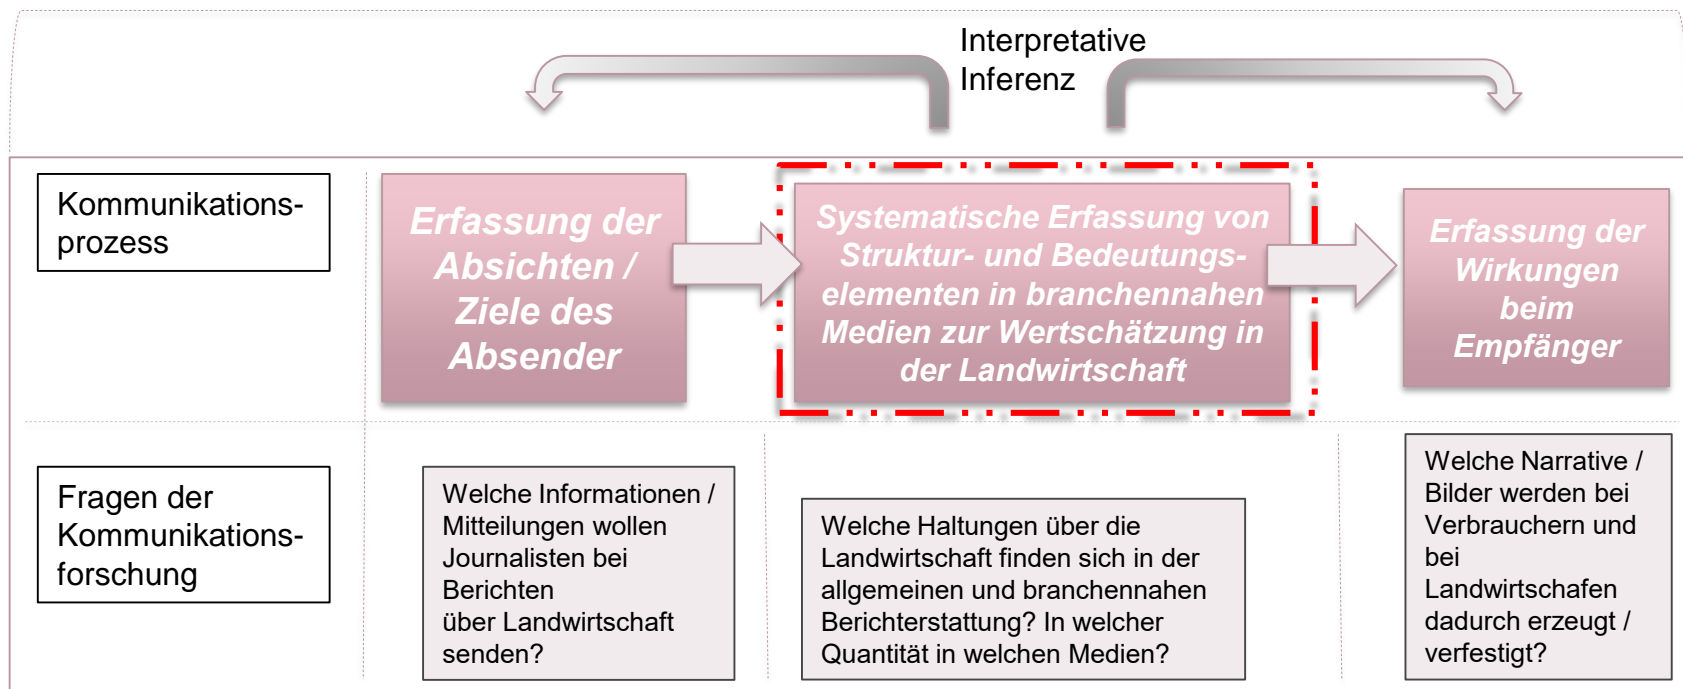 Interpretative
Inferenz
Kommunikations-
prozess
Erfassung der
Absichten /
Ziele des
Absender
Systematische Erfassung von
Struktur- und Bedeutungs-
elementen in branchennahen
Medien zur Wertschätzung in
der Landwirtschaft
Erfassung der
Wirkungen
beim
Empfänger
Fragen der
Kommunikations-
forschung
Welche Informationen /
Mitteilungen wollen
Journalisten bei
Berichten
über Landwirtschaft
senden?
Welche Haltungen über die
Landwirtschaft finden sich in der
allgemeinen und branchennahen
Berichterstattung? In welcher
Quantität in welchen Medien?
Welche Narrative /
Bilder werden bei
Verbrauchern und
bei
Landwirtschafen
dadurch erzeugt /
verfestigt?